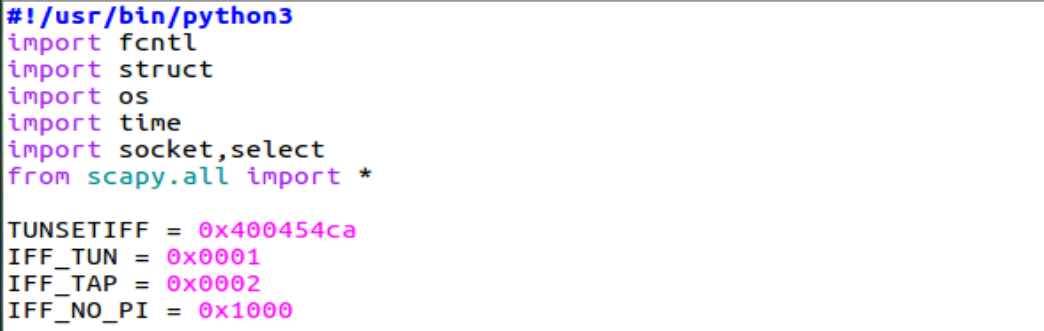 #!/usr/bin/python3
import fcntl
import struct
import os
import time
import socket,select
from scapy.all import *
TUNSETIFF = 0x400454ca
IFF_TUN = 0x0001
IFF_TAP = 0x0002
IFF_NO_PI = 0x1000